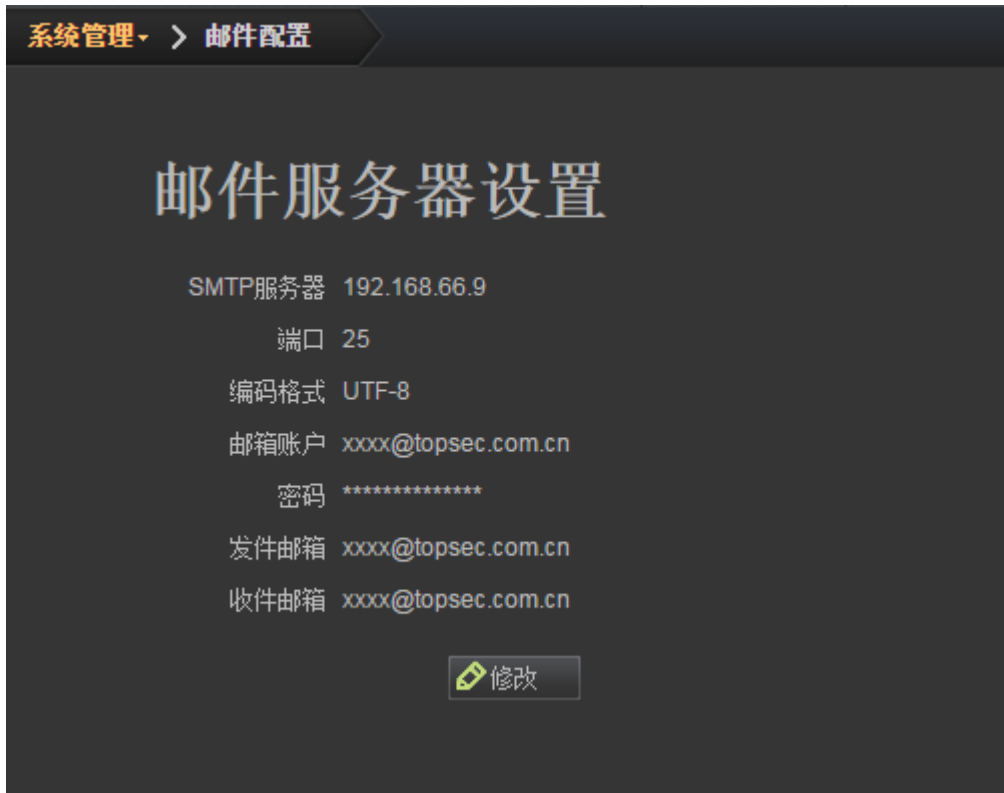 系统管理 > 邮件配置
邮件服务器设置
SMTP服务器 192.168.66.9
端口 25
编码格式 UTF-8
邮箱账户 xxxx@topsec.com.cn
密码 **************
发件邮箱 xxxx@topsec.com.cn
收件邮箱 xxxx@topsec.com.cn
修改